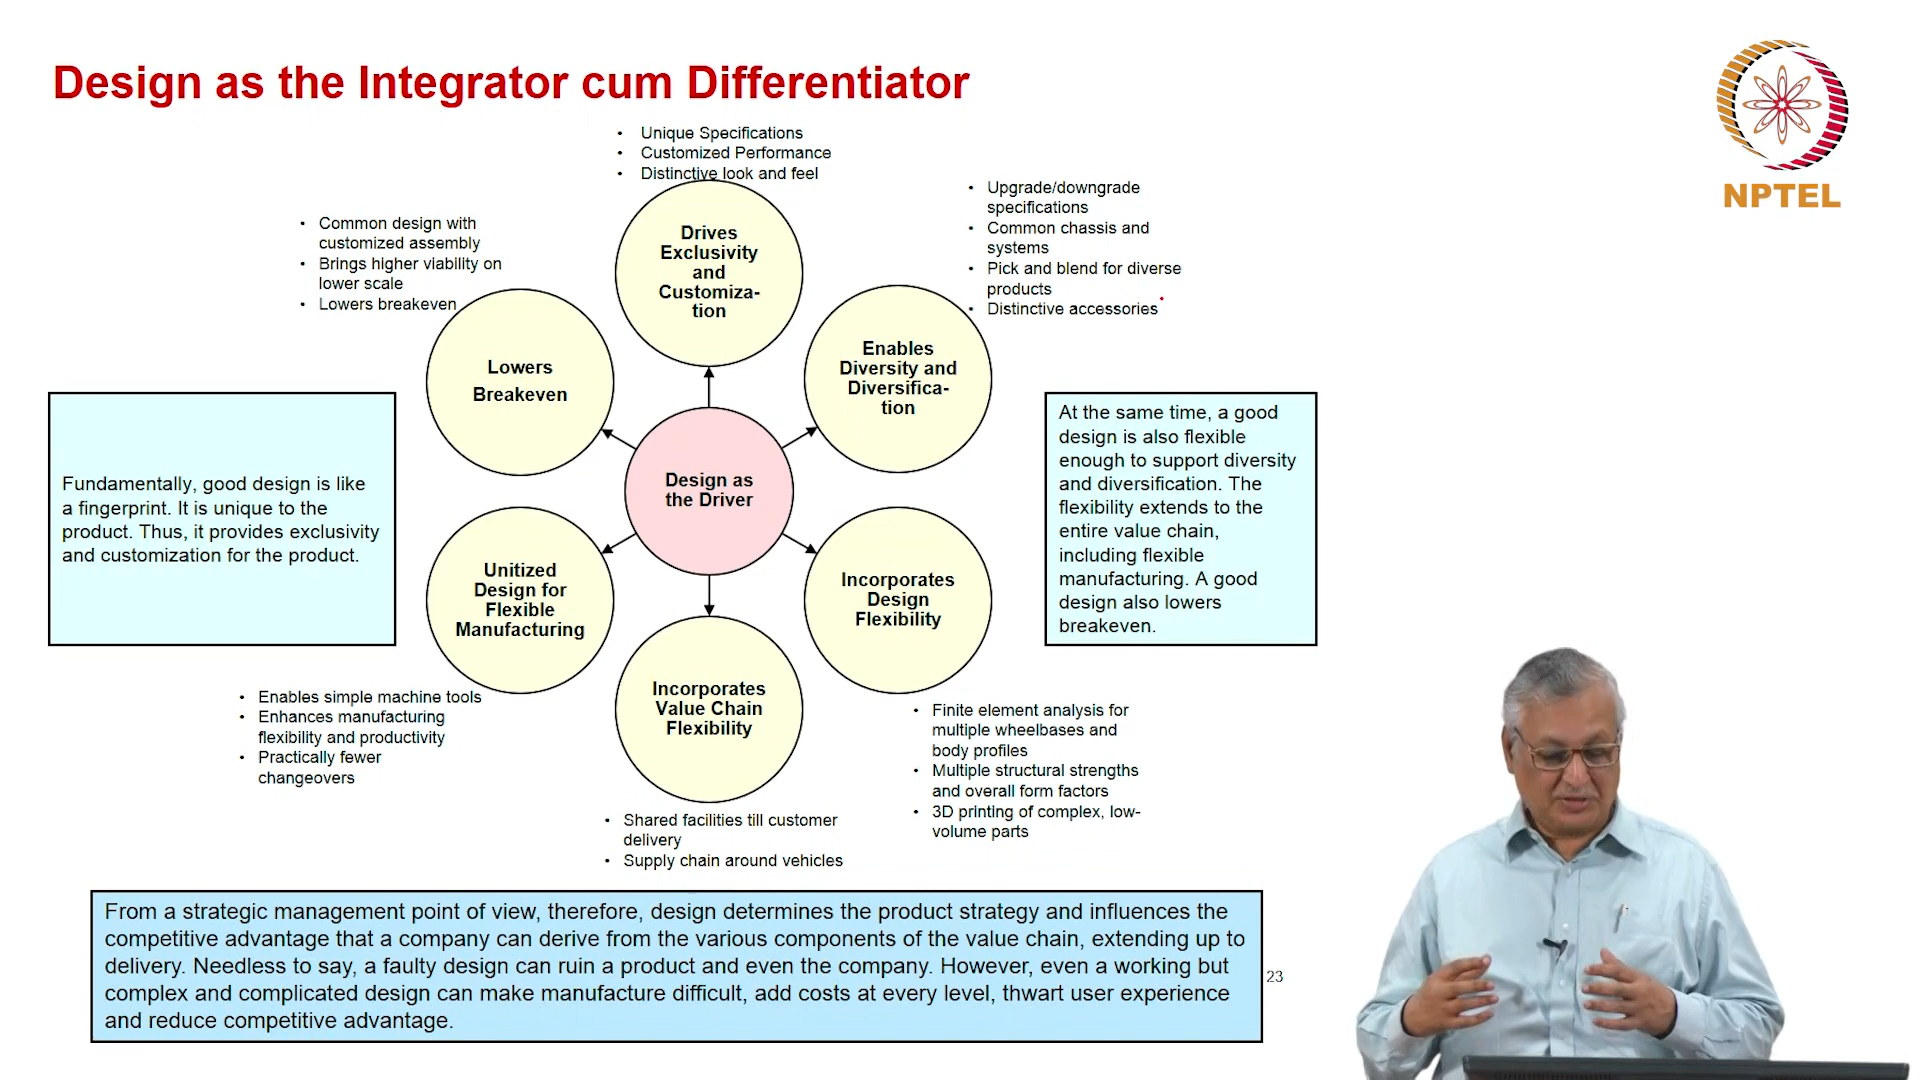 Design as the Integrator cum Differentiator
NPTEL
• Unique Specifications
• Customized Performance
• Distinctive look and feel
• Upgrade/downgrade
specifications
• Common chassis and
systems
• Pick and blend for diverse
products
• Distinctive accessories
• Common design with
customized assembly
• Brings higher viability on
lower scale
• Lowers breakeven
Drives
Exclusivity
and
Customiza-
tion
Enables
Diversity and
Diversifica-
tion
Lowers
Breakeven
Design as
the Driver
Fundamentally, good design is like
a fingerprint. It is unique to the
product. Thus, it provides exclusivity
and customization for the product.
At the same time, a good
design is also flexible
enough to support diversity
and diversification. The
flexibility extends to the
entire value chain,
including flexible
manufacturing. A good
design also lowers
breakeven.
Unitized
Design for
Flexible
Manufacturing
Incorporates
Design
Flexibility
Incorporates
Value Chain
Flexibility
• Enables simple machine tools
• Enhances manufacturing
flexibility and productivity
• Practically fewer
changeovers
• Finite element analysis for
multiple wheelbases and
body profiles
• Multiple structural strengths
and overall form factors
• 3D printing of complex, low-
volume parts
• Shared facilities till customer
delivery
• Supply chain around vehicles
From a strategic management point of view, therefore, design determines the product strategy and influences the
competitive advantage that a company can derive from the various components of the value chain, extending up to
delivery. Needless to say, a faulty design can ruin a product and even the company. However, even a working but
complex and complicated design can make manufacture difficult, add costs at every level, thwart user experience
and reduce competitive advantage.
23